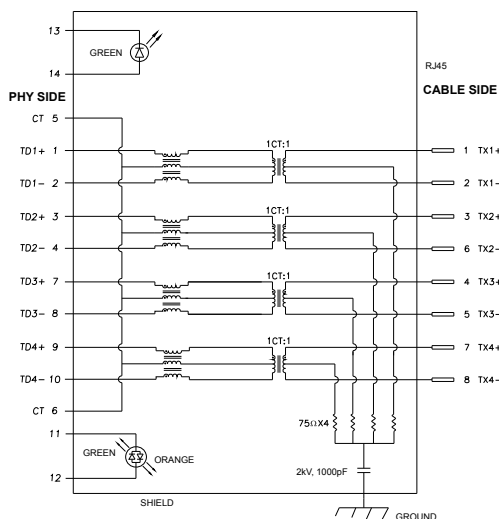 13
GREEN
14
RJ45
PHY SIDE
CABLE SIDE
CT 5
1CT:1
TD1+ 1
1 TX1+
TD1- 2
2 TX1-
1CT:1
TD2+ 3
3 TX2+
TD2- 4
6 TX2-
1CT:1
TD3+ 7
4 TX3+
TD3- 8
5 TX3-
1CT:1
TD4+ 9
7 TX4+
TD4- 10
8 TX4-
CT 6
75ΩX4
11
GREEN
ORANGE
12
2kV, 1000pF
SHIELD
GROUND